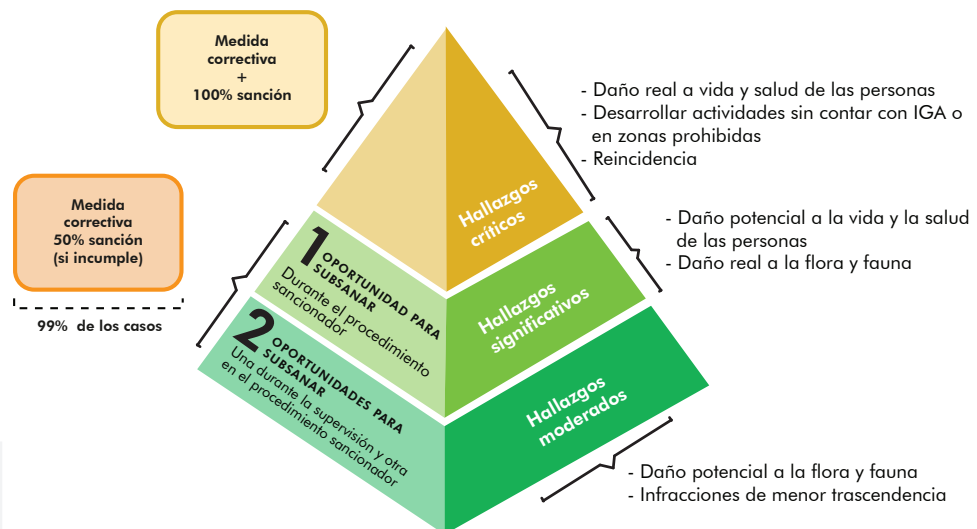 Medida
correctiva
+
100% sanción
- Daño real a vida y salud de las personas
- Desarrollar actividades sin contar con IGA o
en zonas prohibidas
- Reincidencia
Hallazgos
críticos
Medida
correctiva
50% sanción
(si incumple)
99% de los casos
- Daño potencial a la vida y la salud
de las personas
- Daño real a la flora y fauna
1 OPORTUNIDAD PARA
SUBSANAR
Durante el procedimiento
sancionador
Hallazgos
significativos
2 OPORTUNIDADES PARA
SUBSANAR
Una durante la supervisión y otra
en el procedimiento sancionador
Hallazgos
moderados
- Daño potencial a la flora y fauna
- Infracciones de menor trascendencia